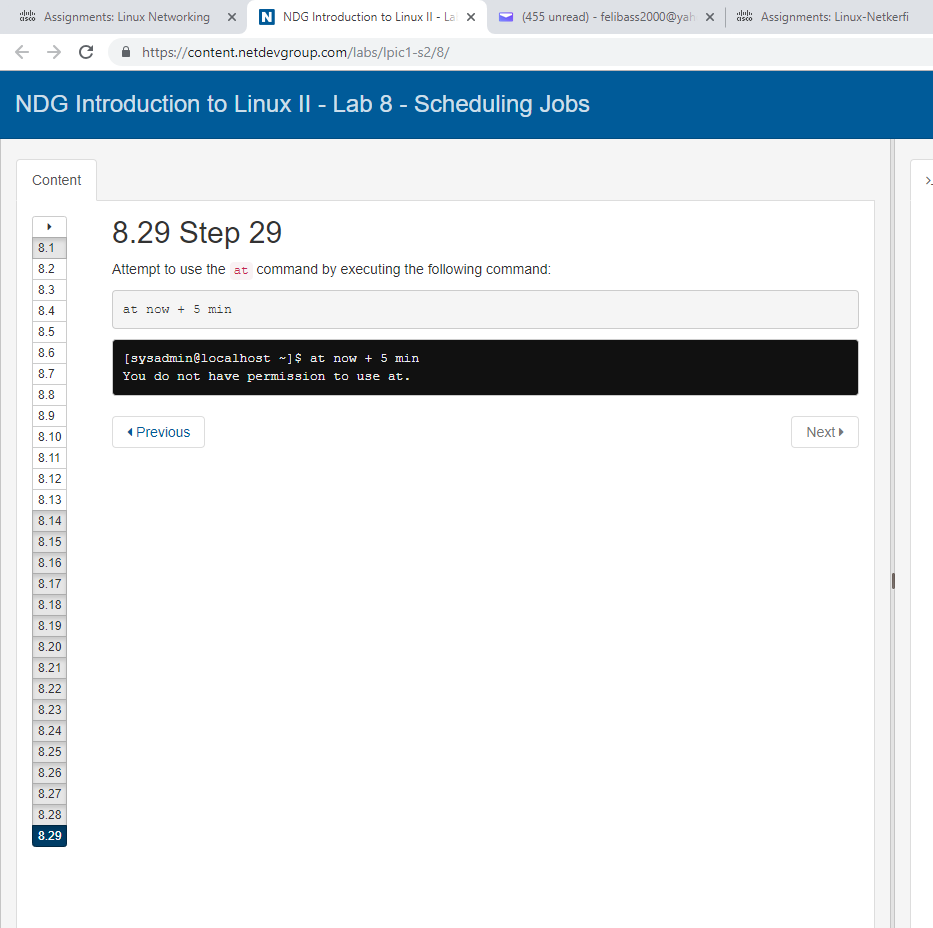 cisco Assignments: Linux Networking
N NDG Introduction to Linux II - La
(455 unread) - felibass2000@yah
cisco Assignments: Linux-Netkerfi
https://content.netdevgroup.com/labs/lpic1-s2/8/
NDG Introduction to Linux II - Lab 8 - Scheduling Jobs
Content
>_
8.1
8.2
8.3
8.4
8.5
8.6
8.7
8.8
8.9
8.10
8.11
8.12
8.13
8.14
8.15
8.16
8.17
8.18
8.19
8.20
8.21
8.22
8.23
8.24
8.25
8.26
8.27
8.28
8.29
8.29 Step 29
Attempt to use the at command by executing the following command:
at now + 5 min
[sysadmin@localhost ~]$ at now + 5 min
You do not have permission to use at.
Previous
Next